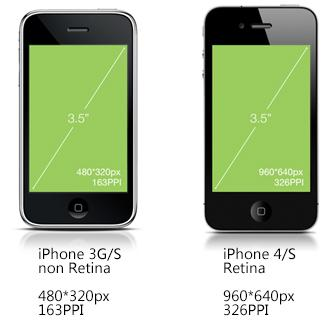 3.5"
480*320px
163PPI
3.5"
960*640px
326PPI
iPhone 3G/S
non Retina
480*320px
163PPI
iPhone 4/S
Retina
960*640px
326PPI